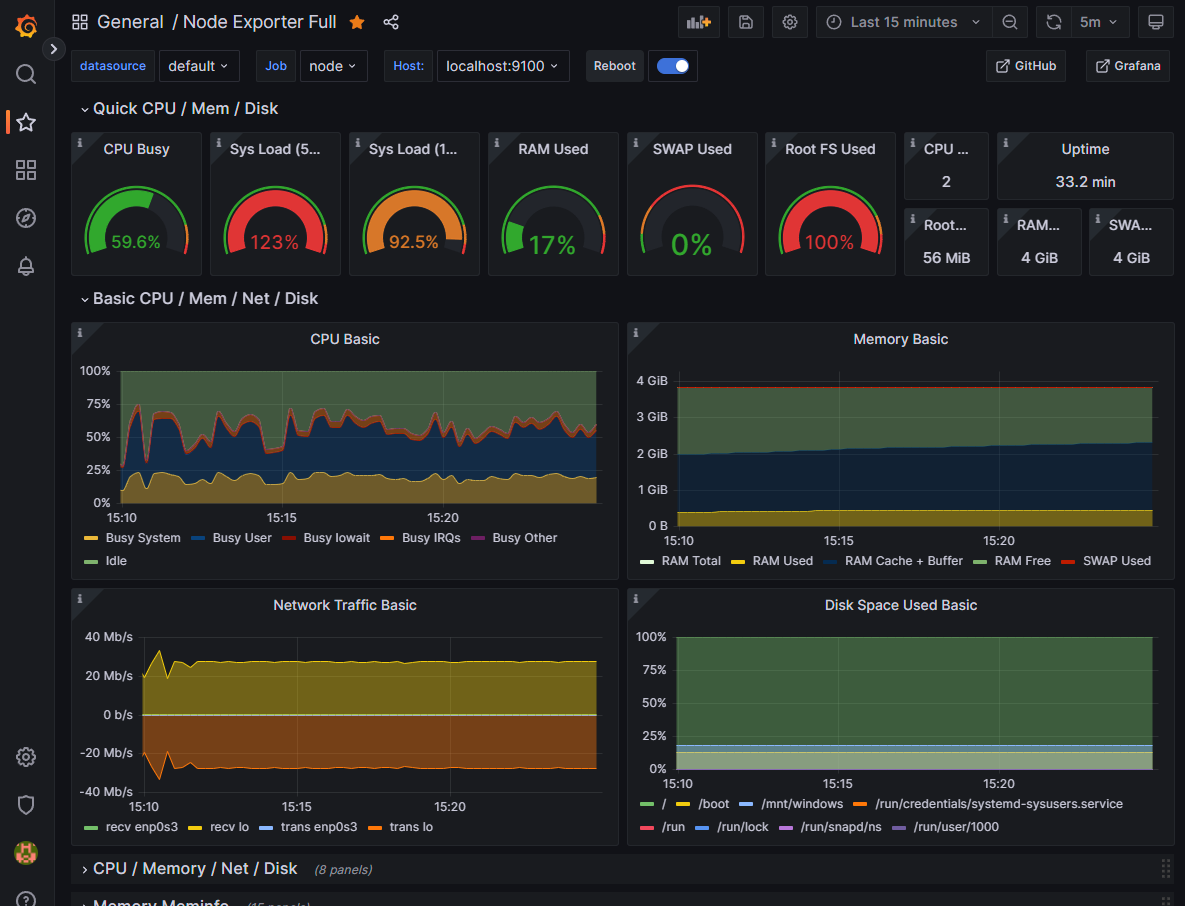 General / Node Exporter Full
Last 15 minutes
5m
datasource default Job node Host: localhost:9100 Reboot GitHub Grafana
Quick CPU / Mem / Disk
CPU Busy
59.6%
Sys Load (5...
123%
Sys Load (1...
92.5%
RAM Used
17%
SWAP Used
0%
Root FS Used
100%
CPU ...
2
Uptime
33.2 min
Root...
56 MiB
RAM...
4 GiB
SWA...
4 GiB
Basic CPU / Mem / Net / Disk
CPU Basic
100%
75%
50%
25%
0%
15:10 15:15 15:20
Busy System Busy User Busy Iowait Busy IRQs Busy Other
Idle
Memory Basic
4 GiB
3 GiB
2 GiB
1 GiB
0 B
15:10 15:15 15:20
RAM Total RAM Used RAM Cache + Buffer RAM Free SWAP Used
Network Traffic Basic
40 Mb/s
20 Mb/s
0 b/s
-20 Mb/s
-40 Mb/s
15:10 15:15 15:20
recv enp0s3 recv lo trans enp0s3 trans lo
Disk Space Used Basic
100%
75%
50%
25%
0%
15:10 15:15 15:20
/ /boot /mnt/windows /run/credentials/systemd-sysusers.service
/run /run/lock /run/snapd/ns /run/user/1000
CPU / Memory / Net / Disk (8 panels)
Memory Meminfo (15 panels)